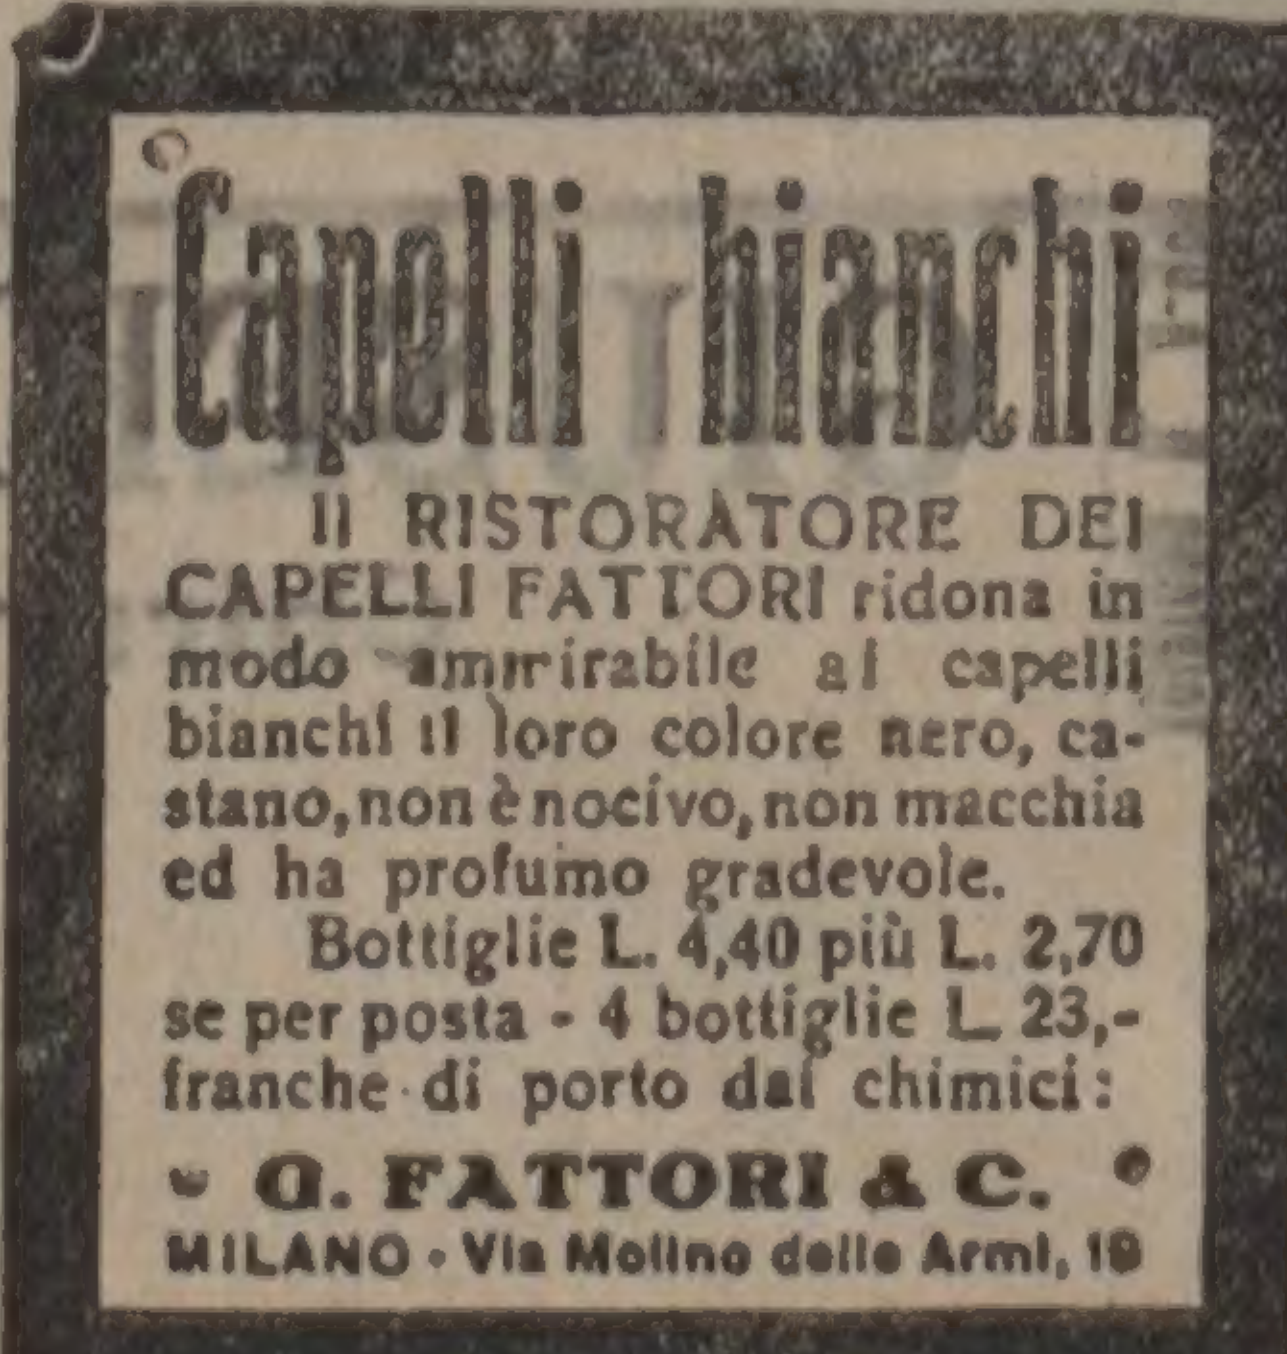 Capelli bianchi
Il RISTORATORE DEI
CAPELLI FATTORI ridona in
modo ammirabile ai capelli
bianchi il loro colore nero, ca-
stano, non è nocivo, non macchia
ed ha profumo gradevole.
Bottiglie L. 4,40 più L. 2,70
se per posta - 4 bottiglie L. 23,-
franche di porto dai chimici:
G. FATTORI & C.
MILANO - Via Molino delle Armi,